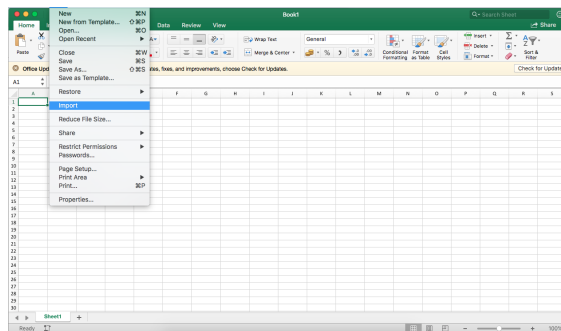 Book1
Search Sheet
Home
Data Review View
Share
Paste
Wrap Text
General
Merge & Center
Conditional Formatting
Format as Table
Cell Styles
Insert
Delete
Format
Sort & Filter
New ⌘N
New from Template... ⇧⌘P
Open... ⌘O
Open Recent
Close ⌘W
Save ⌘S
Save As... ⇧⌘S
Save as Template...
Restore
Import
Reduce File Size...
Share
Restrict Permissions
Passwords...
Page Setup...
Print Area
Print... ⌘P
Properties...
fixes, and improvements, choose Check for Updates.
Check for Update
A1
A F G H I J K L M N O P Q R S
1
2
3
4
5
6
7
8
9
10
11
12
13
14
15
16
17
18
19
20
21
22
23
24
25
26
27
28
29
30
Sheet1 +
Ready
100%